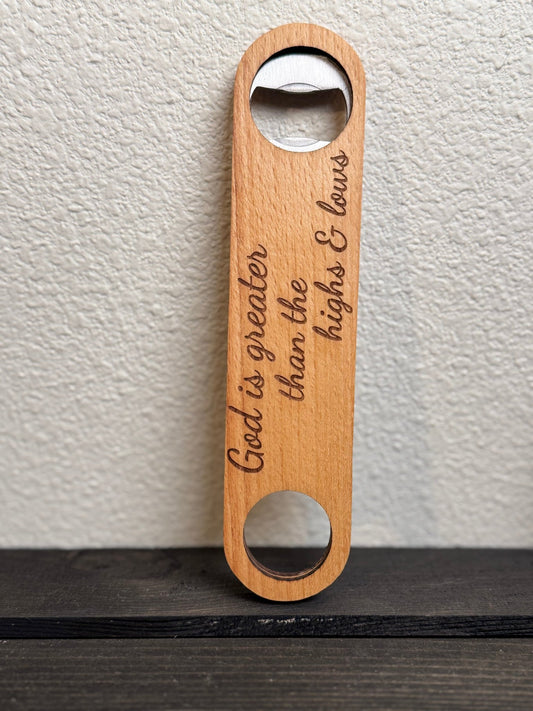 God is greater
than the
highs & lows